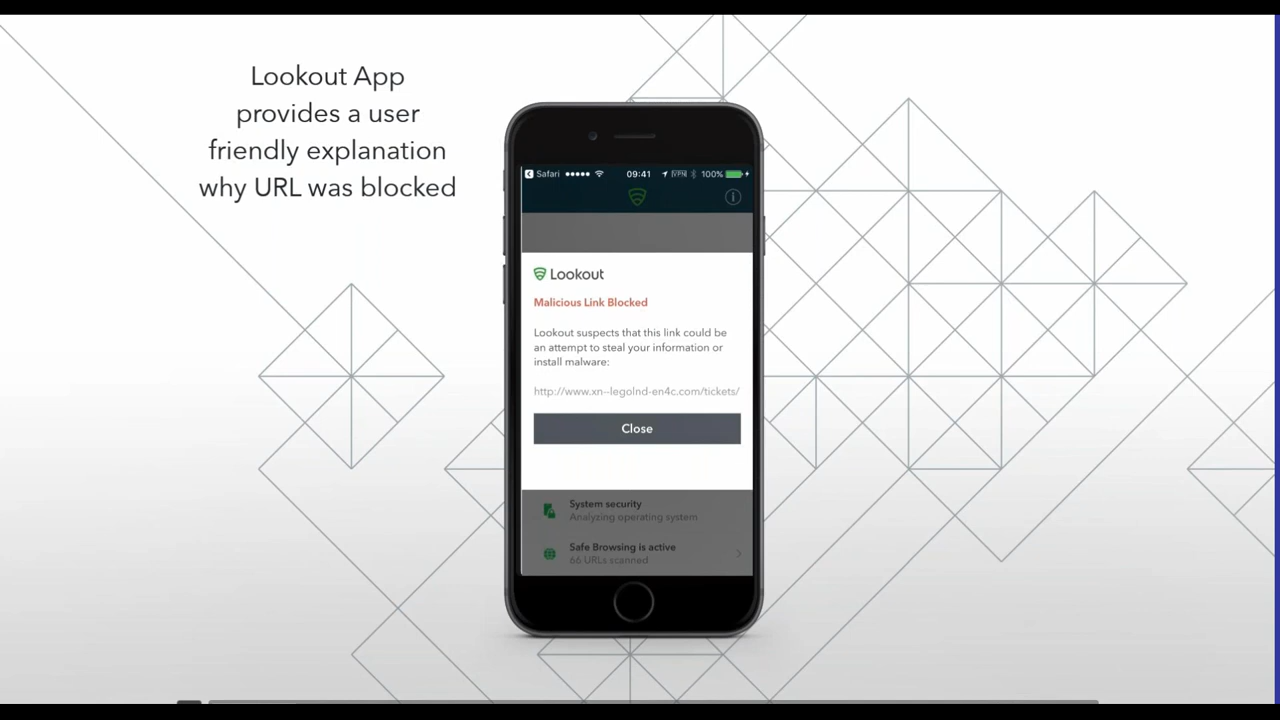 Lookout App
provides a user
friendly explanation
why URL was blocked
Safari 09:41 VPN 100%
Lookout
Malicious Link Blocked
Lookout suspects that this link could be
an attempt to steal your information or
install malware:
http://www.xn--legolnd-en4c.com/tickets/
Close
System security
Analyzing operating system
Safe Browsing is active
66 URLs scanned